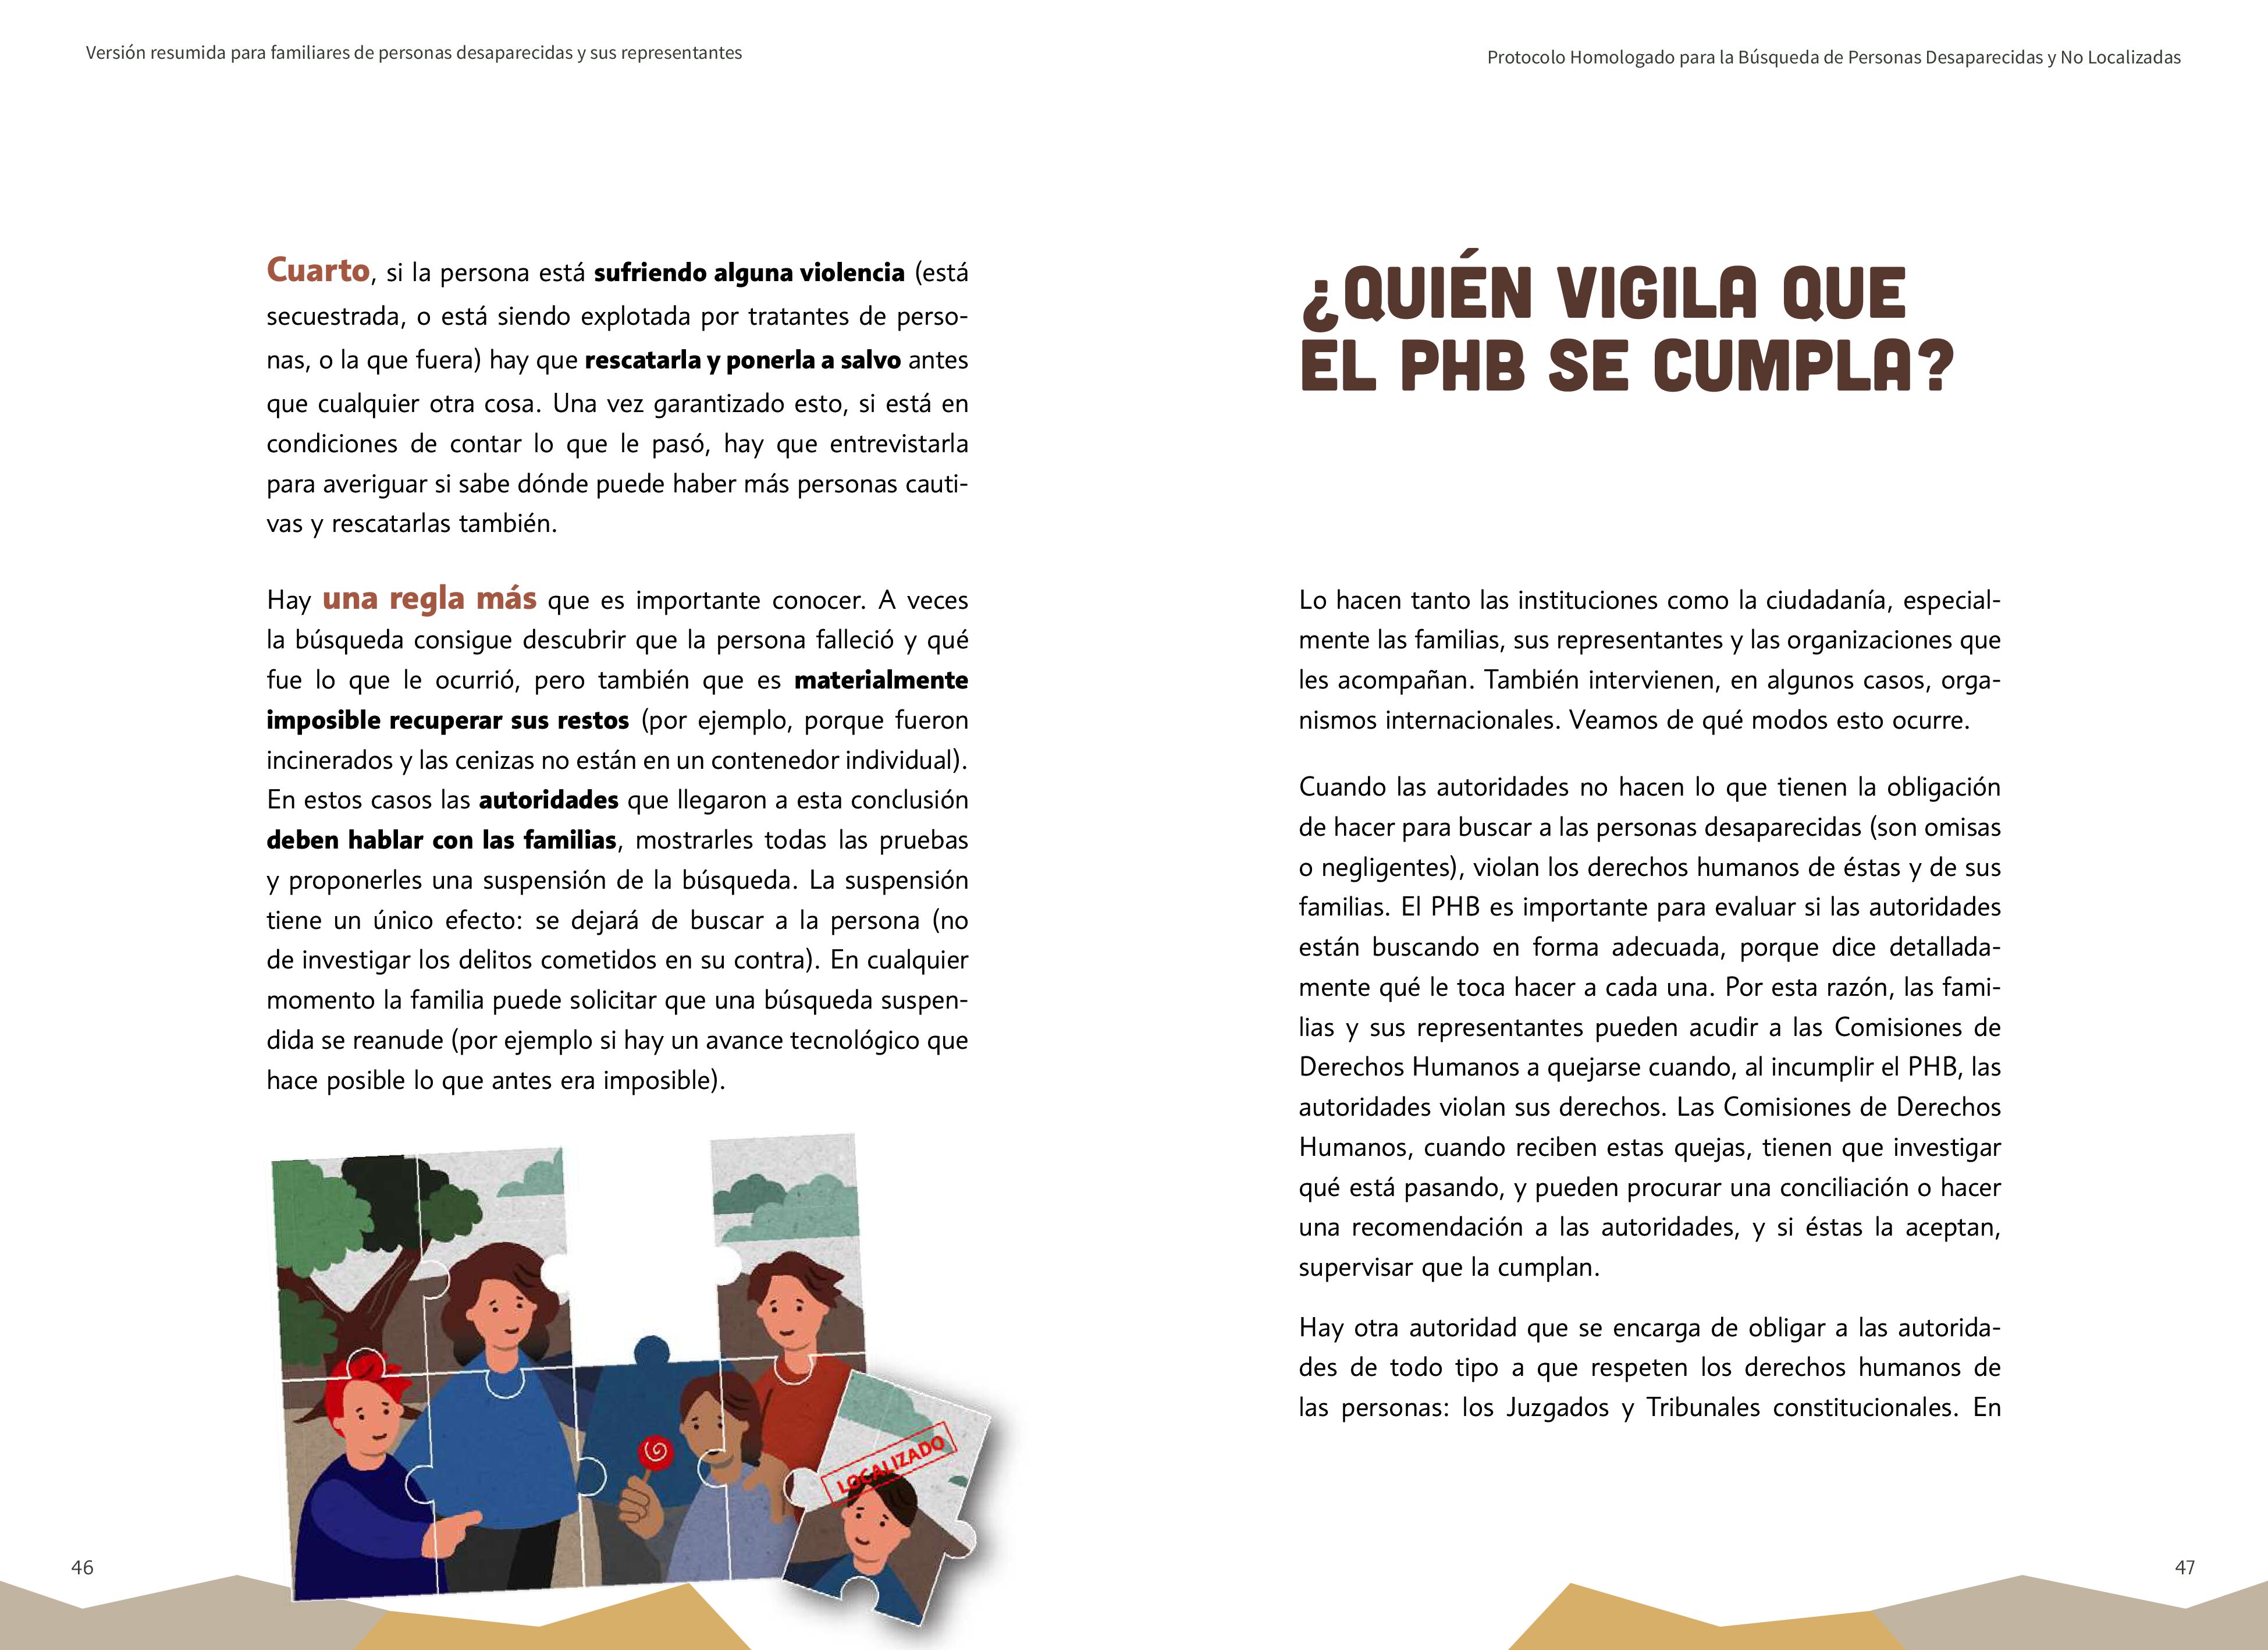 Versión resumida para familiares de personas desaparecidas y sus representantes
Cuarto, si la persona está sufriendo alguna violencia (está
secuestrada, o está siendo explotada por tratantes de perso-
nas, o la que fuera) hay que rescatarla y ponerla a salvo antes
que cualquier otra cosa. Una vez garantizado esto, si está en
condiciones de contar lo que le pasó, hay que entrevistarla
para averiguar si sabe dónde puede haber más personas cauti-
vas y rescatarlas también.
Hay una regla más que es importante conocer. A veces
la búsqueda consigue descubrir que la persona falleció y qué
fue lo que le ocurrió, pero también que es materialmente
imposible recuperar sus restos (por ejemplo, porque fueron
incinerados y las cenizas no están en un contenedor individual).
En estos casos las autoridades que llegaron a esta conclusión
deben hablar con las familias, mostrarles todas las pruebas
y proponerles una suspensión de la búsqueda. La suspensión
tiene un único efecto: se dejará de buscar a la persona (no
de investigar los delitos cometidos en su contra). En cualquier
momento la familia puede solicitar que una búsqueda suspen-
dida se reanude (por ejemplo si hay un avance tecnológico que
hace posible lo que antes era imposible).
LOCALIZADO
46
Protocolo Homologado para la Búsqueda de Personas Desaparecidas y No Localizadas
¿QUIÉN VIGILA QUE
EL PHB SE CUMPLA?
Lo hacen tanto las instituciones como la ciudadanía, especial-
mente las familias, sus representantes y las organizaciones que
les acompañan. También intervienen, en algunos casos, orga-
nismos internacionales. Veamos de qué modos esto ocurre.
Cuando las autoridades no hacen lo que tienen la obligación
de hacer para buscar a las personas desaparecidas (son omisas
o negligentes), violan los derechos humanos de éstas y de sus
familias. El PHB es importante para evaluar si las autoridades
están buscando en forma adecuada, porque dice detallada-
mente qué le toca hacer a cada una. Por esta razón, las fami-
lias y sus representantes pueden acudir a las Comisiones de
Derechos Humanos a quejarse cuando, al incumplir el PHB, las
autoridades violan sus derechos. Las Comisiones de Derechos
Humanos, cuando reciben estas quejas, tienen que investigar
qué está pasando, y pueden procurar una conciliación o hacer
una recomendación a las autoridades, y si éstas la aceptan,
supervisar que la cumplan.
Hay otra autoridad que se encarga de obligar a las autorida-
des de todo tipo a que respeten los derechos humanos de
las personas: los Juzgados y Tribunales constitucionales. En
47